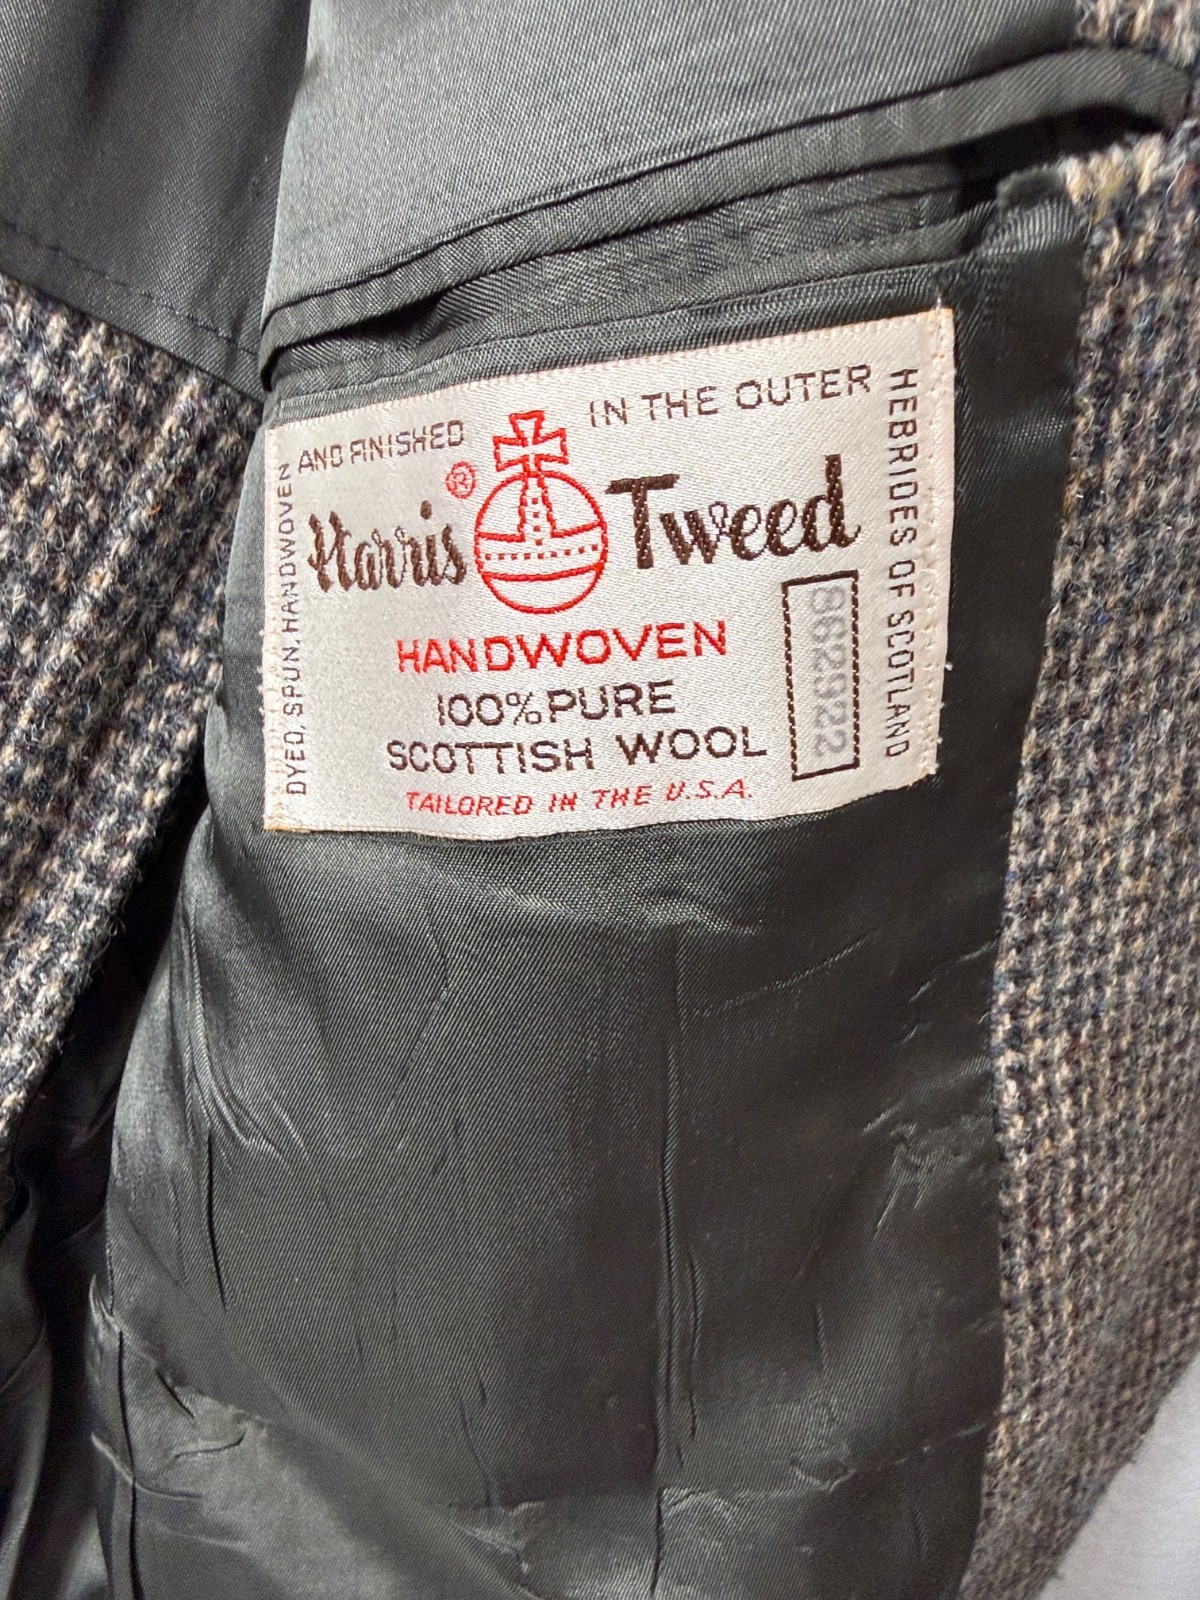 DYED, SPUN, HANDWOVEN
AND FINISHED
IN THE OUTER
HEBRIDES OF SCOTLAND
Harris ® Tweed
HANDWOVEN
100% PURE
SCOTTISH WOOL
TAILORED IN THE U.S.A.
862922